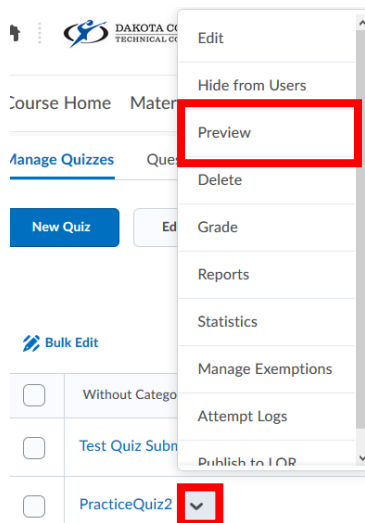 DAKOTA CO
TECHNICAL CO
Course Home Mater
Manage Quizzes Ques
New Quiz Ed
Bulk Edit
Without Catego
Test Quiz Subn
PracticeQuiz2
Edit
Hide from Users
Preview
Delete
Grade
Reports
Statistics
Manage Exemptions
Attempt Logs
Publish to LOR